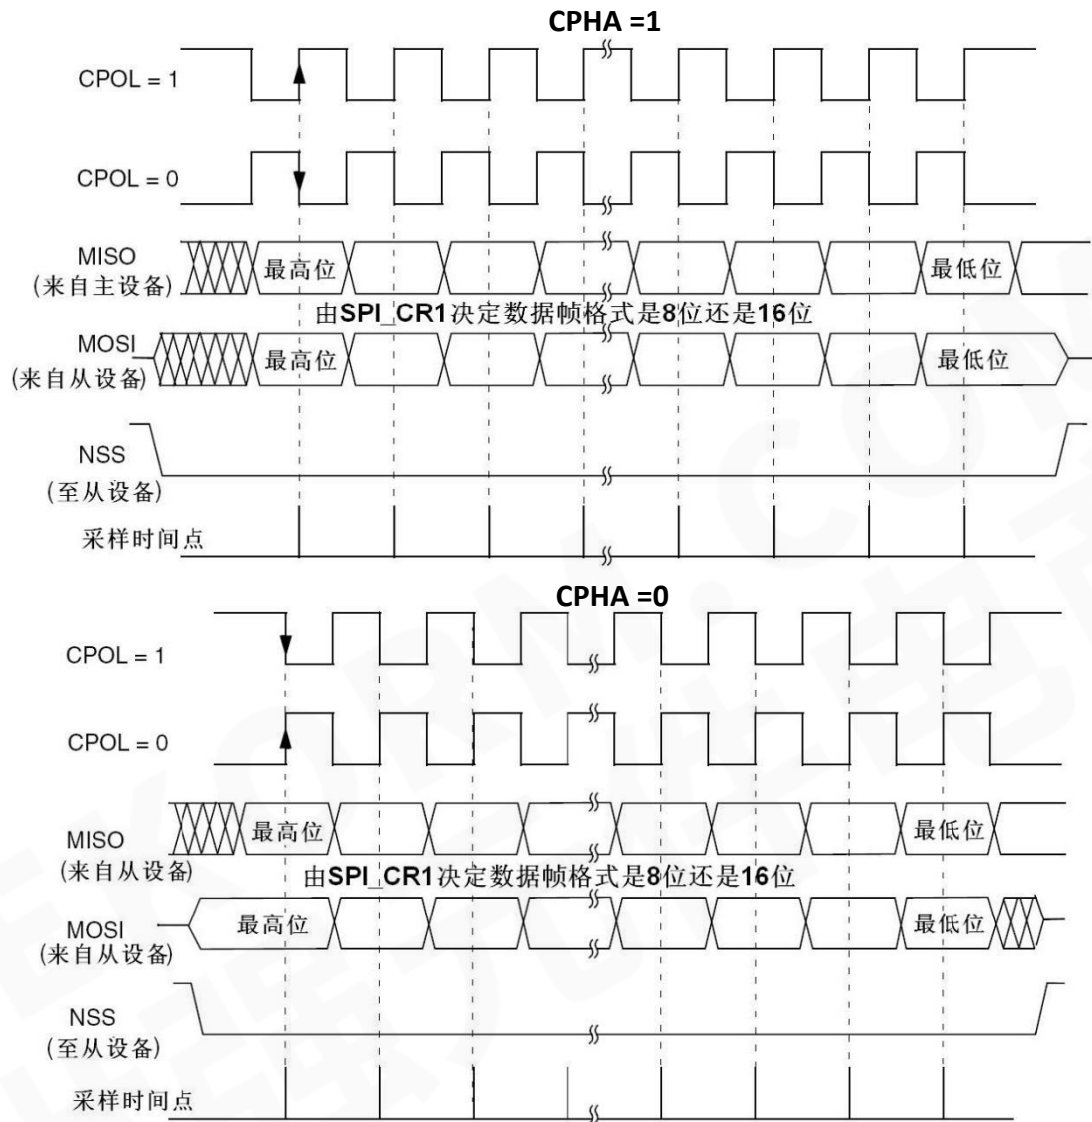 CPHA =1
CPOL = 1
CPOL = 0
MISO
(来自主设备)
最高位
最低位
由SPI_CR1决定数据帧格式是8位还是16位
MOSI
(来自从设备)
最高位
最低位
NSS
(至从设备)
采样时间点
CPHA =0
CPOL = 1
CPOL = 0
MISO
(来自从设备)
最高位
最低位
由SPI_CR1决定数据帧格式是8位还是16位
MOSI
(来自从设备)
最高位
最低位
NSS
(至从设备)
采样时间点